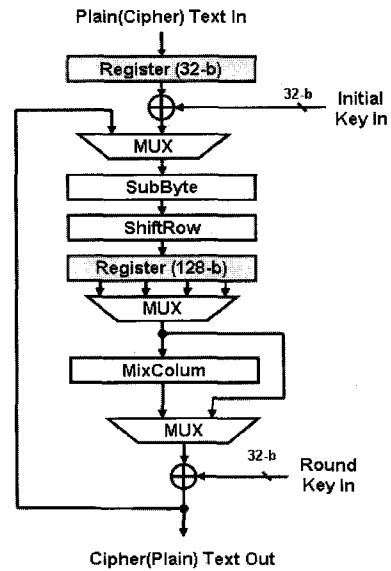 Plain(Cipher) Text In
Register (32-b)
32-b
Initial
Key In
MUX
SubByte
ShiftRow
Register (128-b)
MUX
MixColum
MUX
32-b
Round
Key In
Cipher(Plain) Text Out